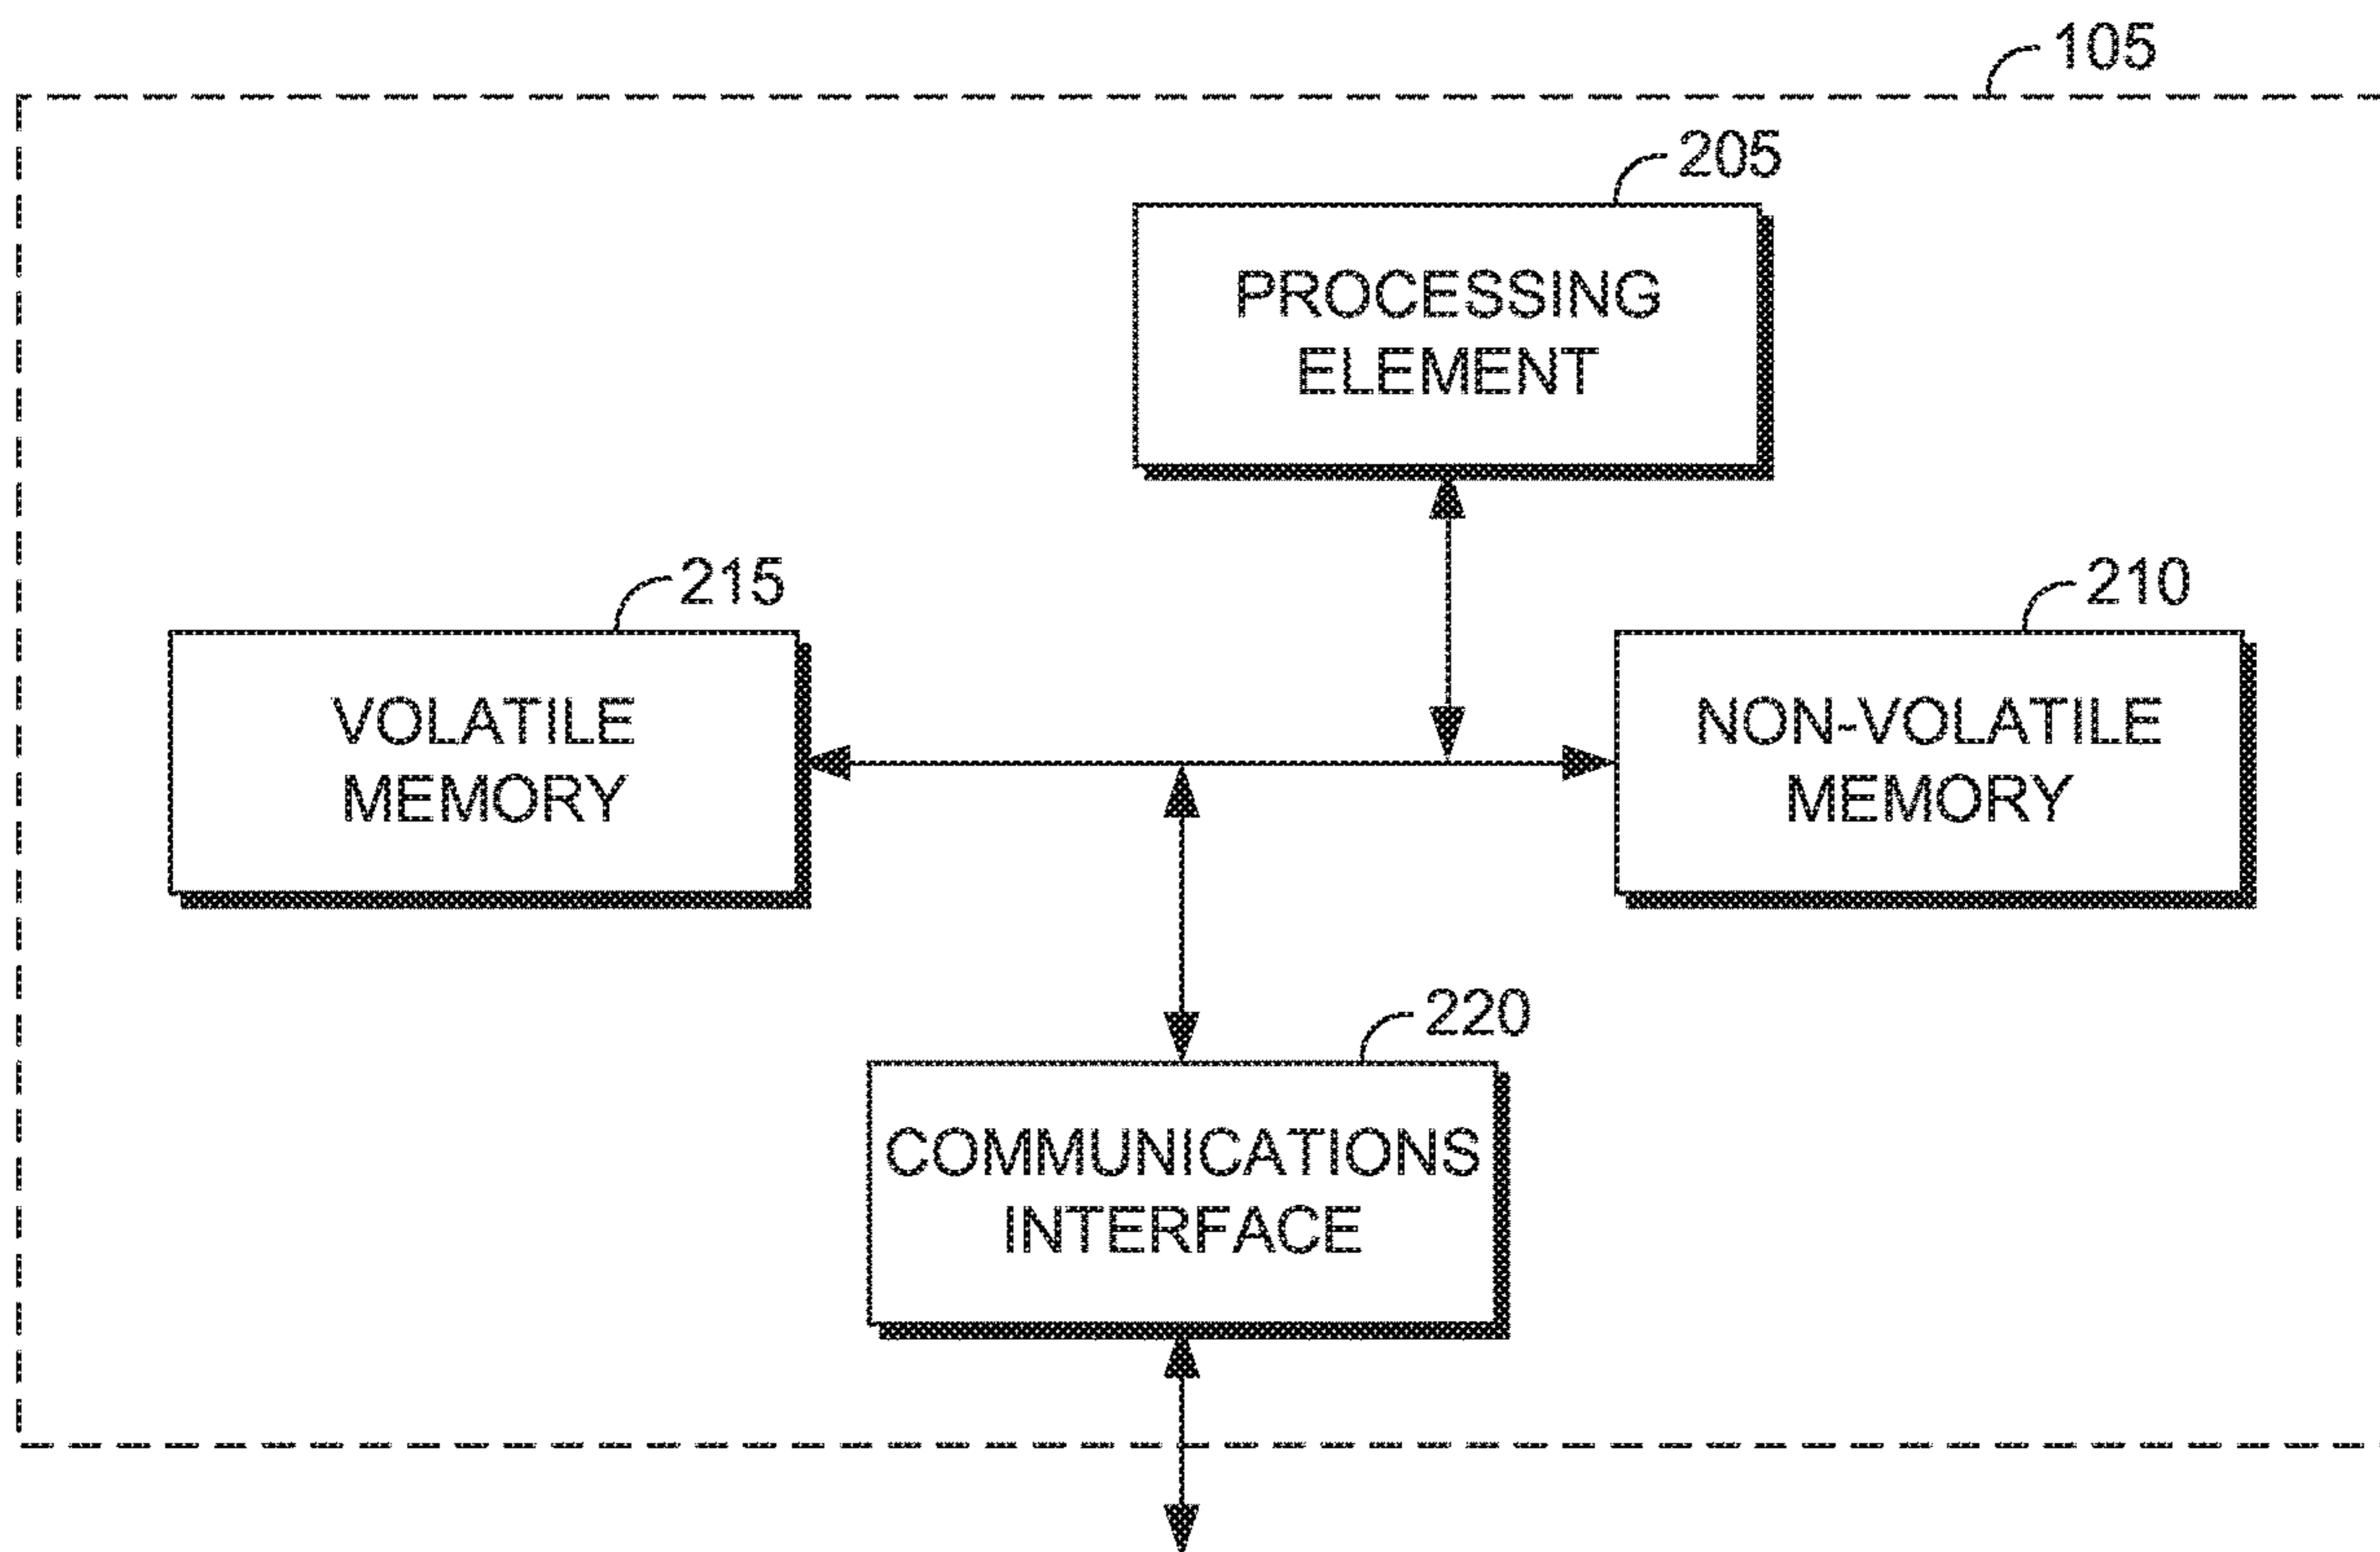 105
205
PROCESSING
ELEMENT
215
VOLATILE
MEMORY
210
NON-VOLATILE
MEMORY
220
COMMUNICATIONS
INTERFACE